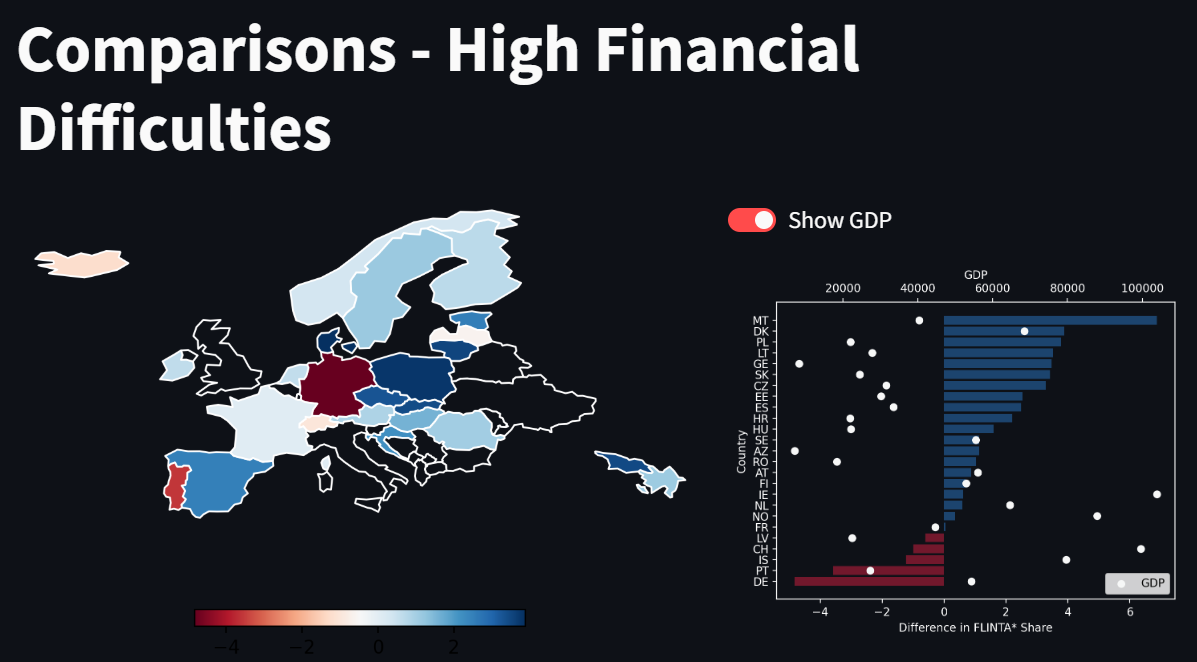 Comparisons - High Financial
Difficulties
Show GDP
GDP
20000 40000 60000 80000 100000
MT
DK
PL
LT
GE
SK
CZ
EE
ES
HR
HU
SE
AZ
RO
AT
FI
IE
NL
NO
FR
LV
CH
IS
PT
DE
Country
GDP
−4 −2 0 2 4 6
Difference in FLINTA* Share
−4 −2 0 2